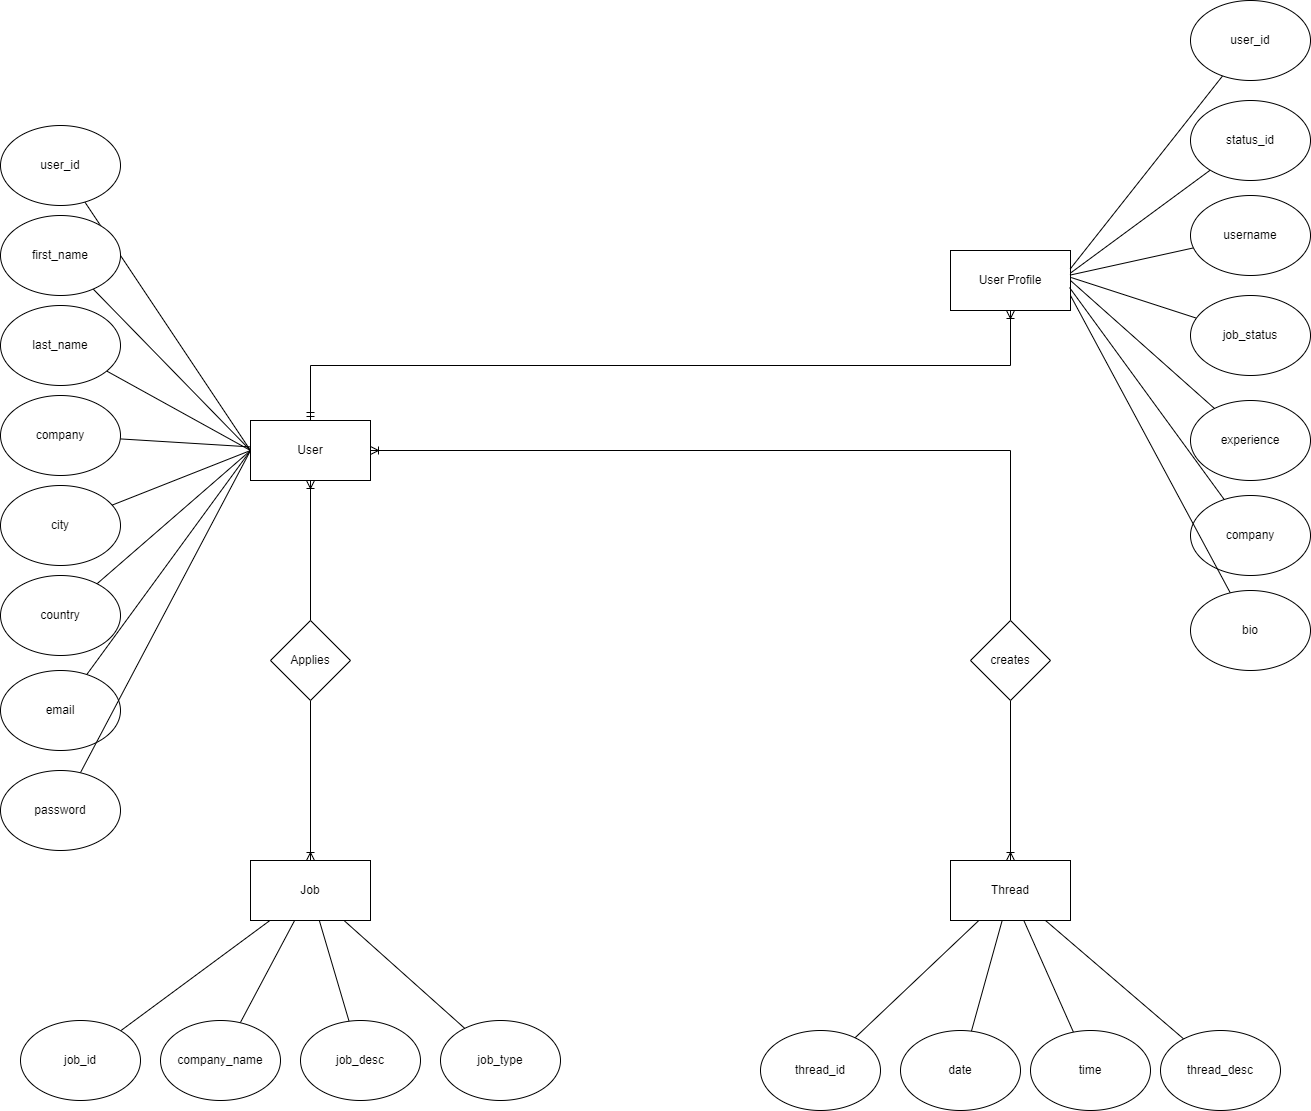 user_id
status_id
user_id
username
first_name
User Profile
job_status
last_name
company
experience
User
city
company
country
bio
Applies
creates
email
password
Job
Thread
job_id
company_name
job_desc
job_type
thread_id
date
time
thread_desc